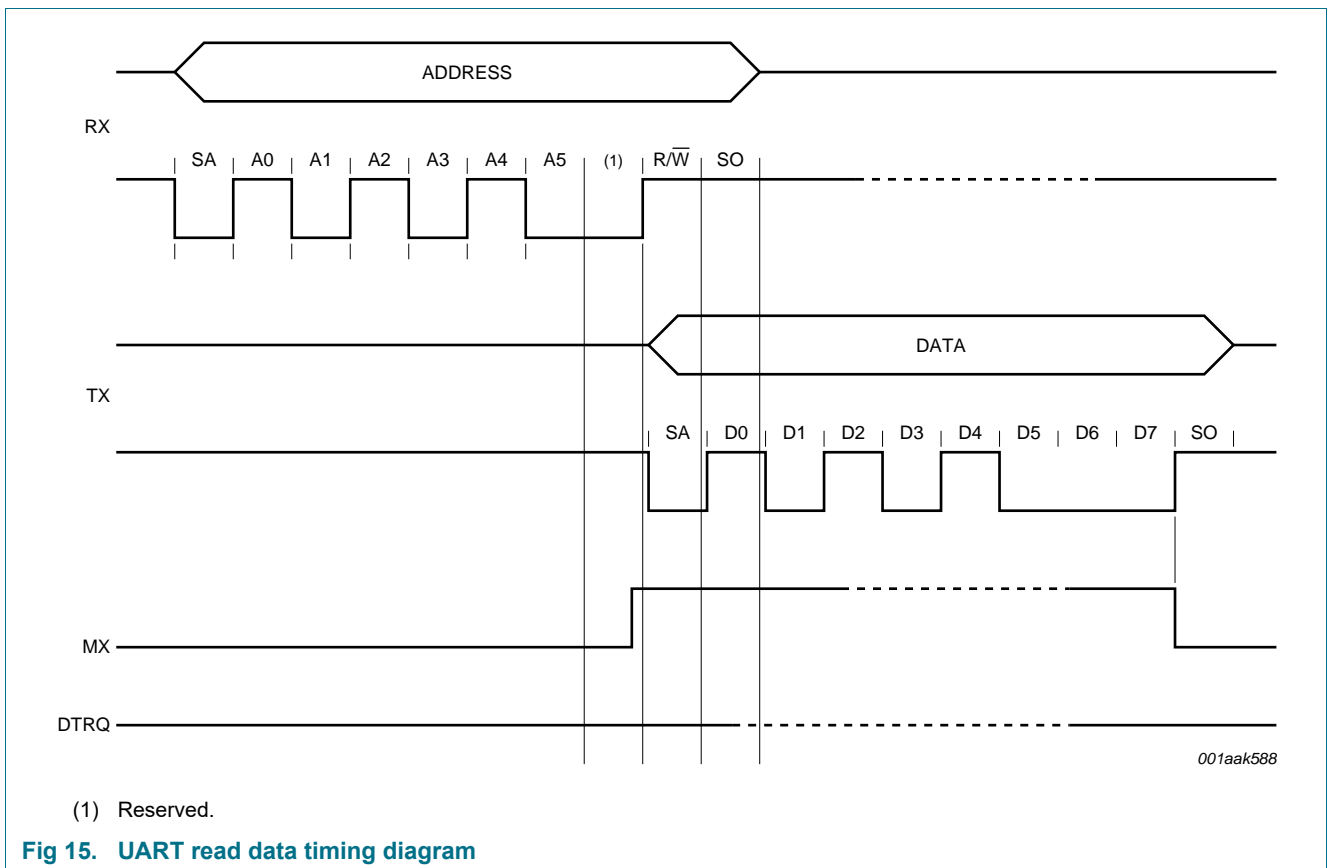 ADDRESS
RX
SA A0 A1 A2 A3 A4 A5 (1) R/W̅ SO
DATA
TX
SA D0 D1 D2 D3 D4 D5 D6 D7 SO
MX
DTRQ
001aak588
(1) Reserved.
Fig 15. UART read data timing diagram